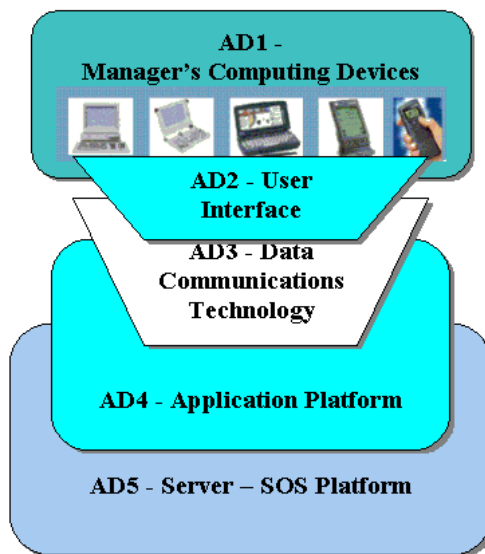 AD1 -
Manager's Computing Devices
AD2 - User
Interface
AD3 - Data
Communications
Technology
AD4 - Application Platform
AD5 - Server – SOS Platform